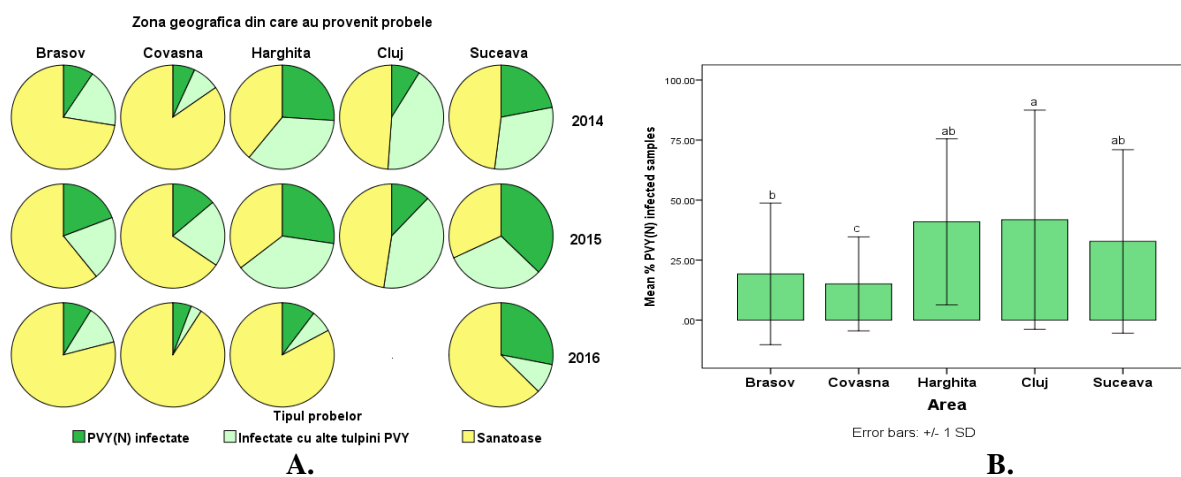 Zona geografica din care au provenit probele
Brasov Covasna Harghita Cluj Suceava
2014
2015
2016
Tipul probelor
PVY(N) infectate Infectate cu alte tulpini PVY Sanatoase
A.
Mean % PVY(N) infected samples
100.00
75.00
50.00
25.00
.00
b c ab a ab
Brasov Covasna Harghita Cluj Suceava
Area
Error bars: +/- 1 SD
B.